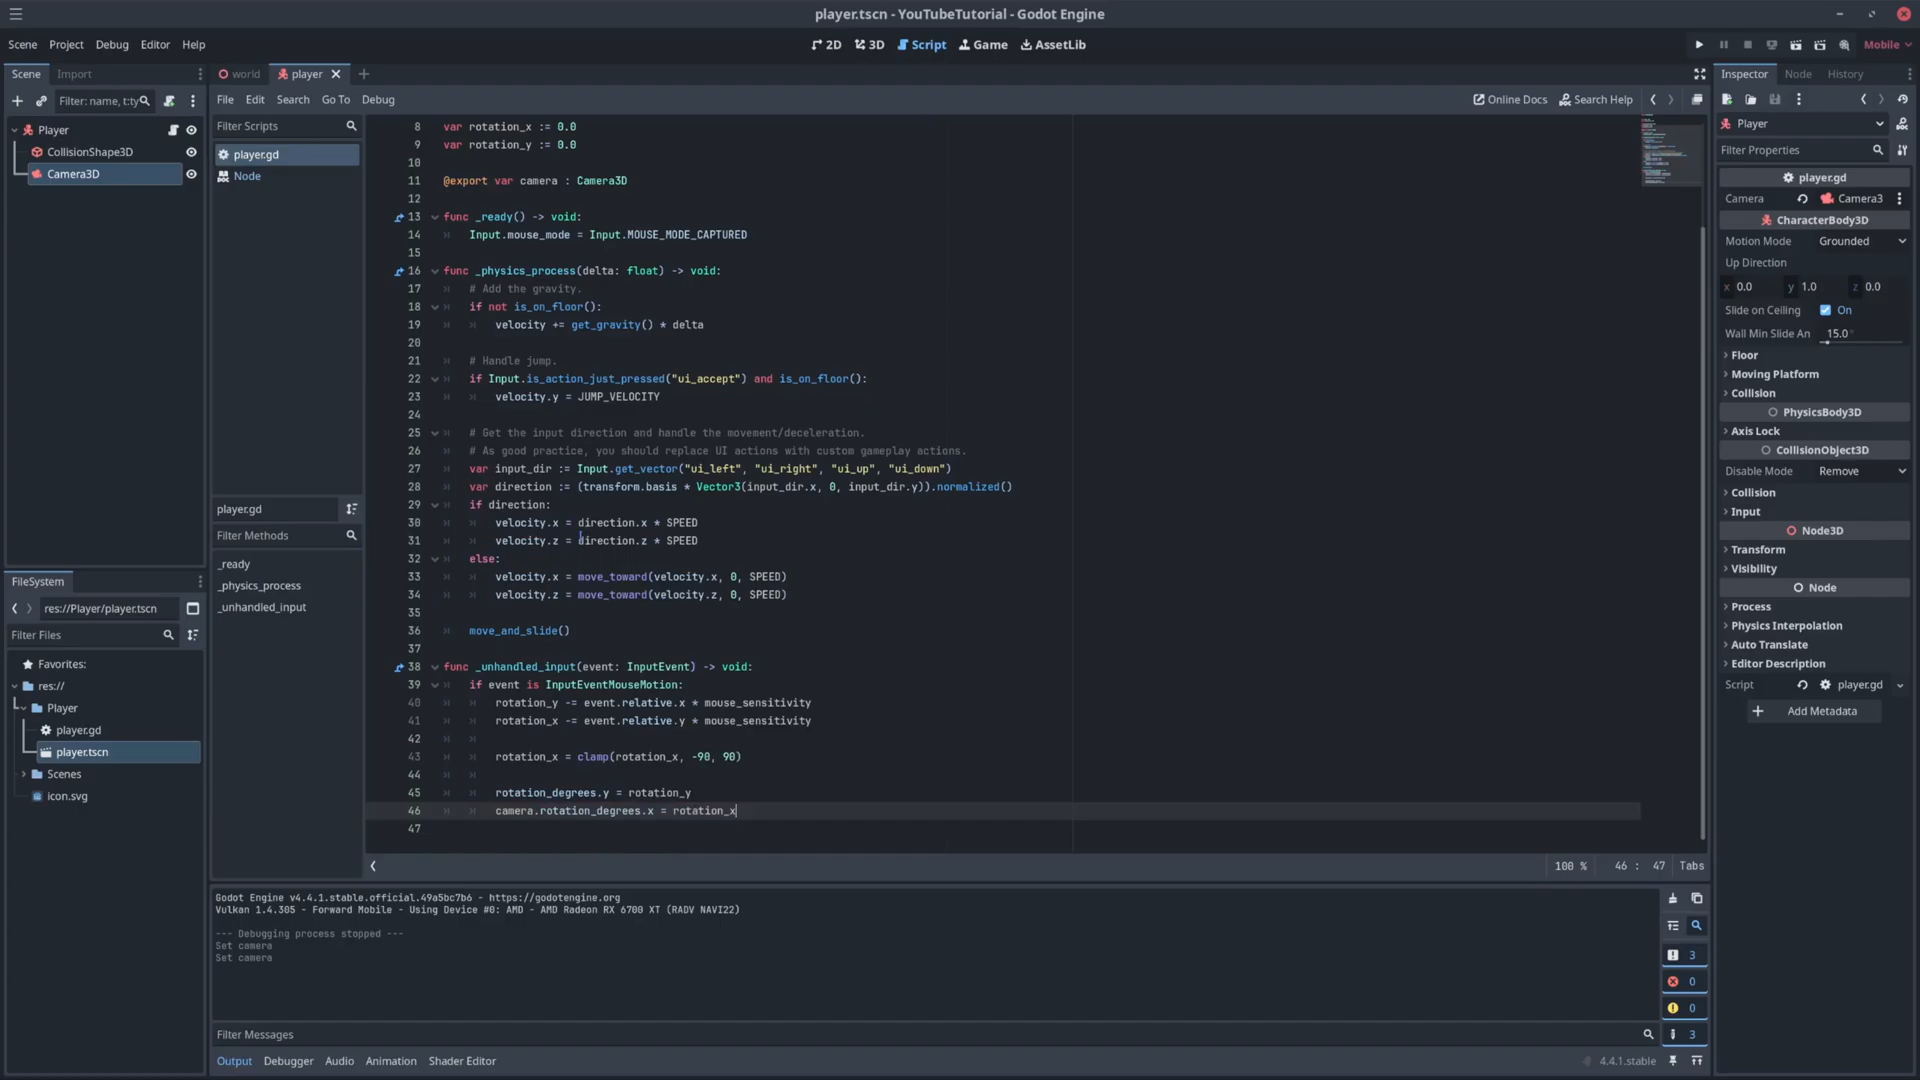 player.tscn - YouTubeTutorial - Godot Engine
Scene Project Debug Editor Help
2D 3D Script Game AssetLib
Mobile
Scene Import
world player
Inspector Node History
Filter: name, t:ty
File Edit Search Go To Debug
Online Docs Search Help
Player
CollisionShape3D
Camera3D
Filter Scripts
player.gd
Node
player.gd
Filter Methods
_ready
_physics_process
_unhandled_input
FileSystem
res://Player/player.tscn
Filter Files
Favorites:
res://
Player
player.gd
player.tscn
Scenes
icon.svg
8 var rotation_x := 0.0
9 var rotation_y := 0.0
10
11 @export var camera : Camera3D
12
13 func _ready() -> void:
14 Input.mouse_mode = Input.MOUSE_MODE_CAPTURED
15
16 func _physics_process(delta: float) -> void:
17 # Add the gravity.
18 if not is_on_floor():
19 velocity += get_gravity() * delta
20
21 # Handle jump.
22 if Input.is_action_just_pressed("ui_accept") and is_on_floor():
23 velocity.y = JUMP_VELOCITY
24
25 # Get the input direction and handle the movement/deceleration.
26 # As good practice, you should replace UI actions with custom gameplay actions.
27 var input_dir := Input.get_vector("ui_left", "ui_right", "ui_up", "ui_down")
28 var direction := (transform.basis * Vector3(input_dir.x, 0, input_dir.y)).normalized()
29 if direction:
30 velocity.x = direction.x * SPEED
31 velocity.z = direction.z * SPEED
32 else:
33 velocity.x = move_toward(velocity.x, 0, SPEED)
34 velocity.z = move_toward(velocity.z, 0, SPEED)
35
36 move_and_slide()
37
38 func _unhandled_input(event: InputEvent) -> void:
39 if event is InputEventMouseMotion:
40 rotation_y -= event.relative.x * mouse_sensitivity
41 rotation_x -= event.relative.y * mouse_sensitivity
42
43 rotation_x = clamp(rotation_x, -90, 90)
44
45 rotation_degrees.y = rotation_y
46 camera.rotation_degrees.x = rotation_x
47
100 % 46 : 47 Tabs
Godot Engine v4.4.1.stable.official.49a5bc7b6 - https://godotengine.org
Vulkan 1.4.305 - Forward Mobile - Using Device #0: AMD - AMD Radeon RX 6700 XT (RADV NAVI22)
--- Debugging process stopped ---
Set camera
Set camera
3
0
0
3
Filter Messages
Output Debugger Audio Animation Shader Editor
4.4.1.stable
Player
Filter Properties
player.gd
Camera Camera3
CharacterBody3D
Motion Mode Grounded
Up Direction
x 0.0 y 1.0 z 0.0
Slide on Ceiling On
Wall Min Slide An 15.0 °
Floor
Moving Platform
Collision
PhysicsBody3D
Axis Lock
CollisionObject3D
Disable Mode Remove
Collision
Input
Node3D
Transform
Visibility
Node
Process
Physics Interpolation
Auto Translate
Editor Description
Script player.gd
Add Metadata